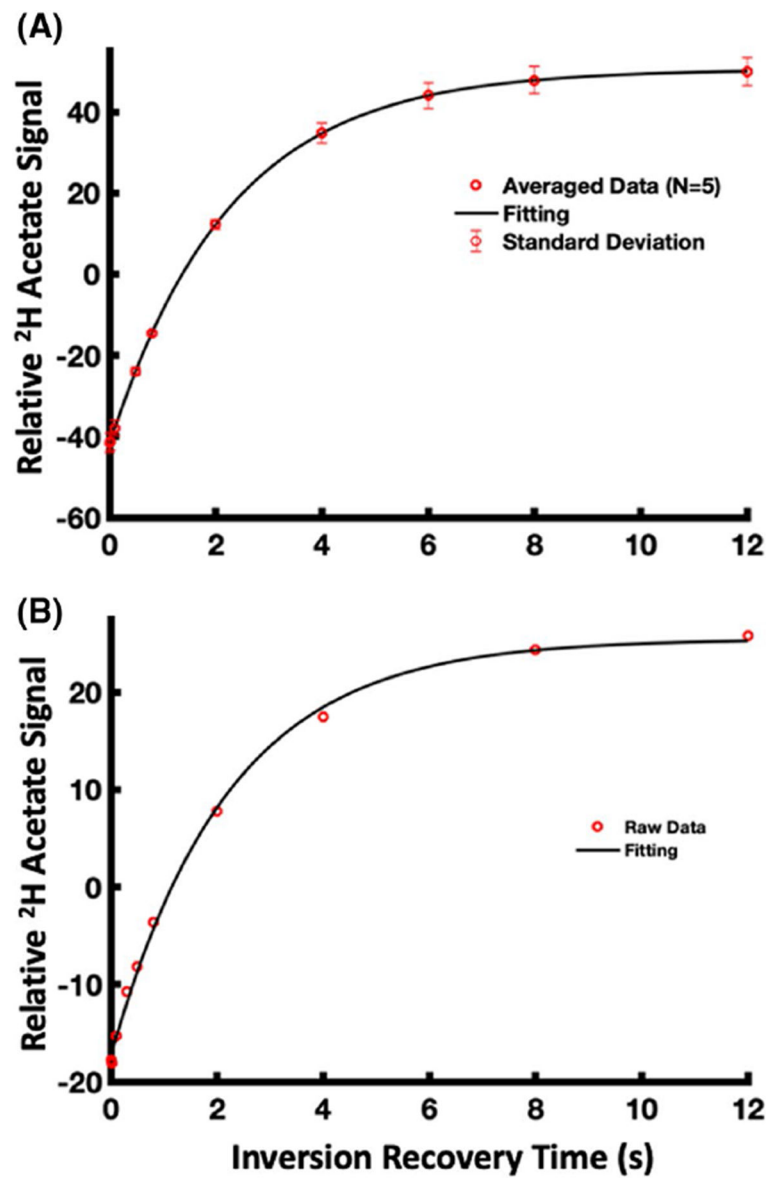 (A)
Relative ²H Acetate Signal
40
20
0
-20
-40
-60
Averaged Data (N=5)
Fitting
Standard Deviation
0 2 4 6 8 10 12
(B)
Relative ²H Acetate Signal
20
10
0
-10
-20
Raw Data
Fitting
0 2 4 6 8 10 12
Inversion Recovery Time (s)